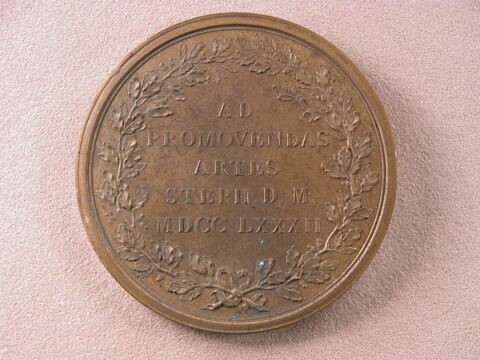 AD
PROMOVENDAS
ARTES
STEPH. D. M.
MDCC LXXXII